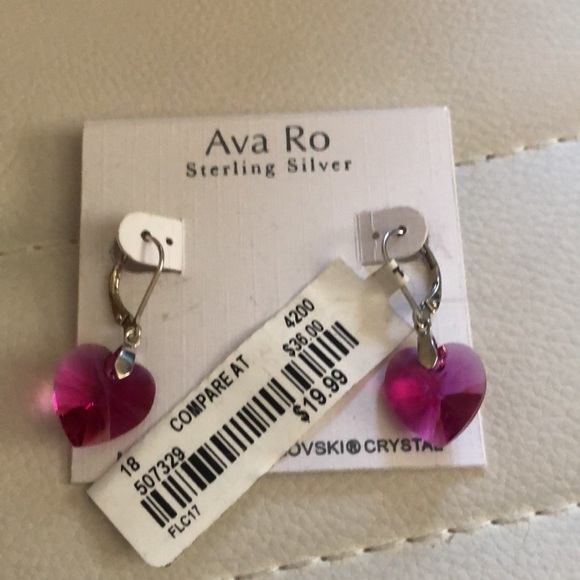 Ava Ro
Sterling Silver
4200
COMPARE AT $36.00
$19.99
18
507329
FLC17
OVSKI® CRYSTAL